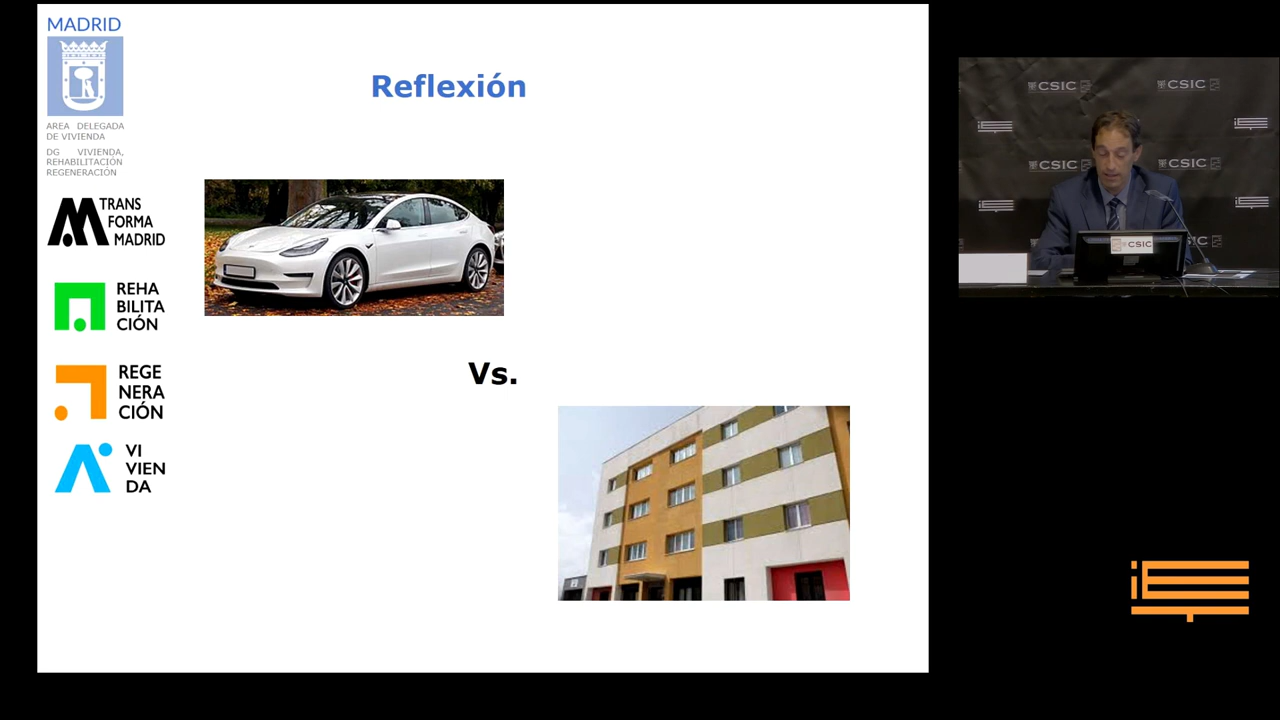 MADRID
AREA DELEGADA
DE VIVIENDA
DG VIVIENDA,
REHABILITACIÓN
REGENERACIÓN
Reflexión
TRANS
FORMA
MADRID
REHA
BILITA
CIÓN
REGE
NERA
CIÓN
VI
VIEN
DA
Vs.
CSIC
CSIC
CSIC
CSIC
CSIC
CSIC